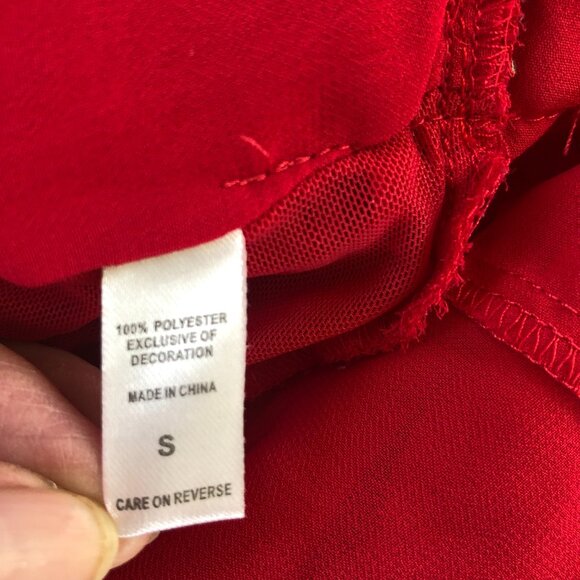 100% POLYESTER
EXCLUSIVE OF
DECORATION
MADE IN CHINA
S
CARE ON REVERSE